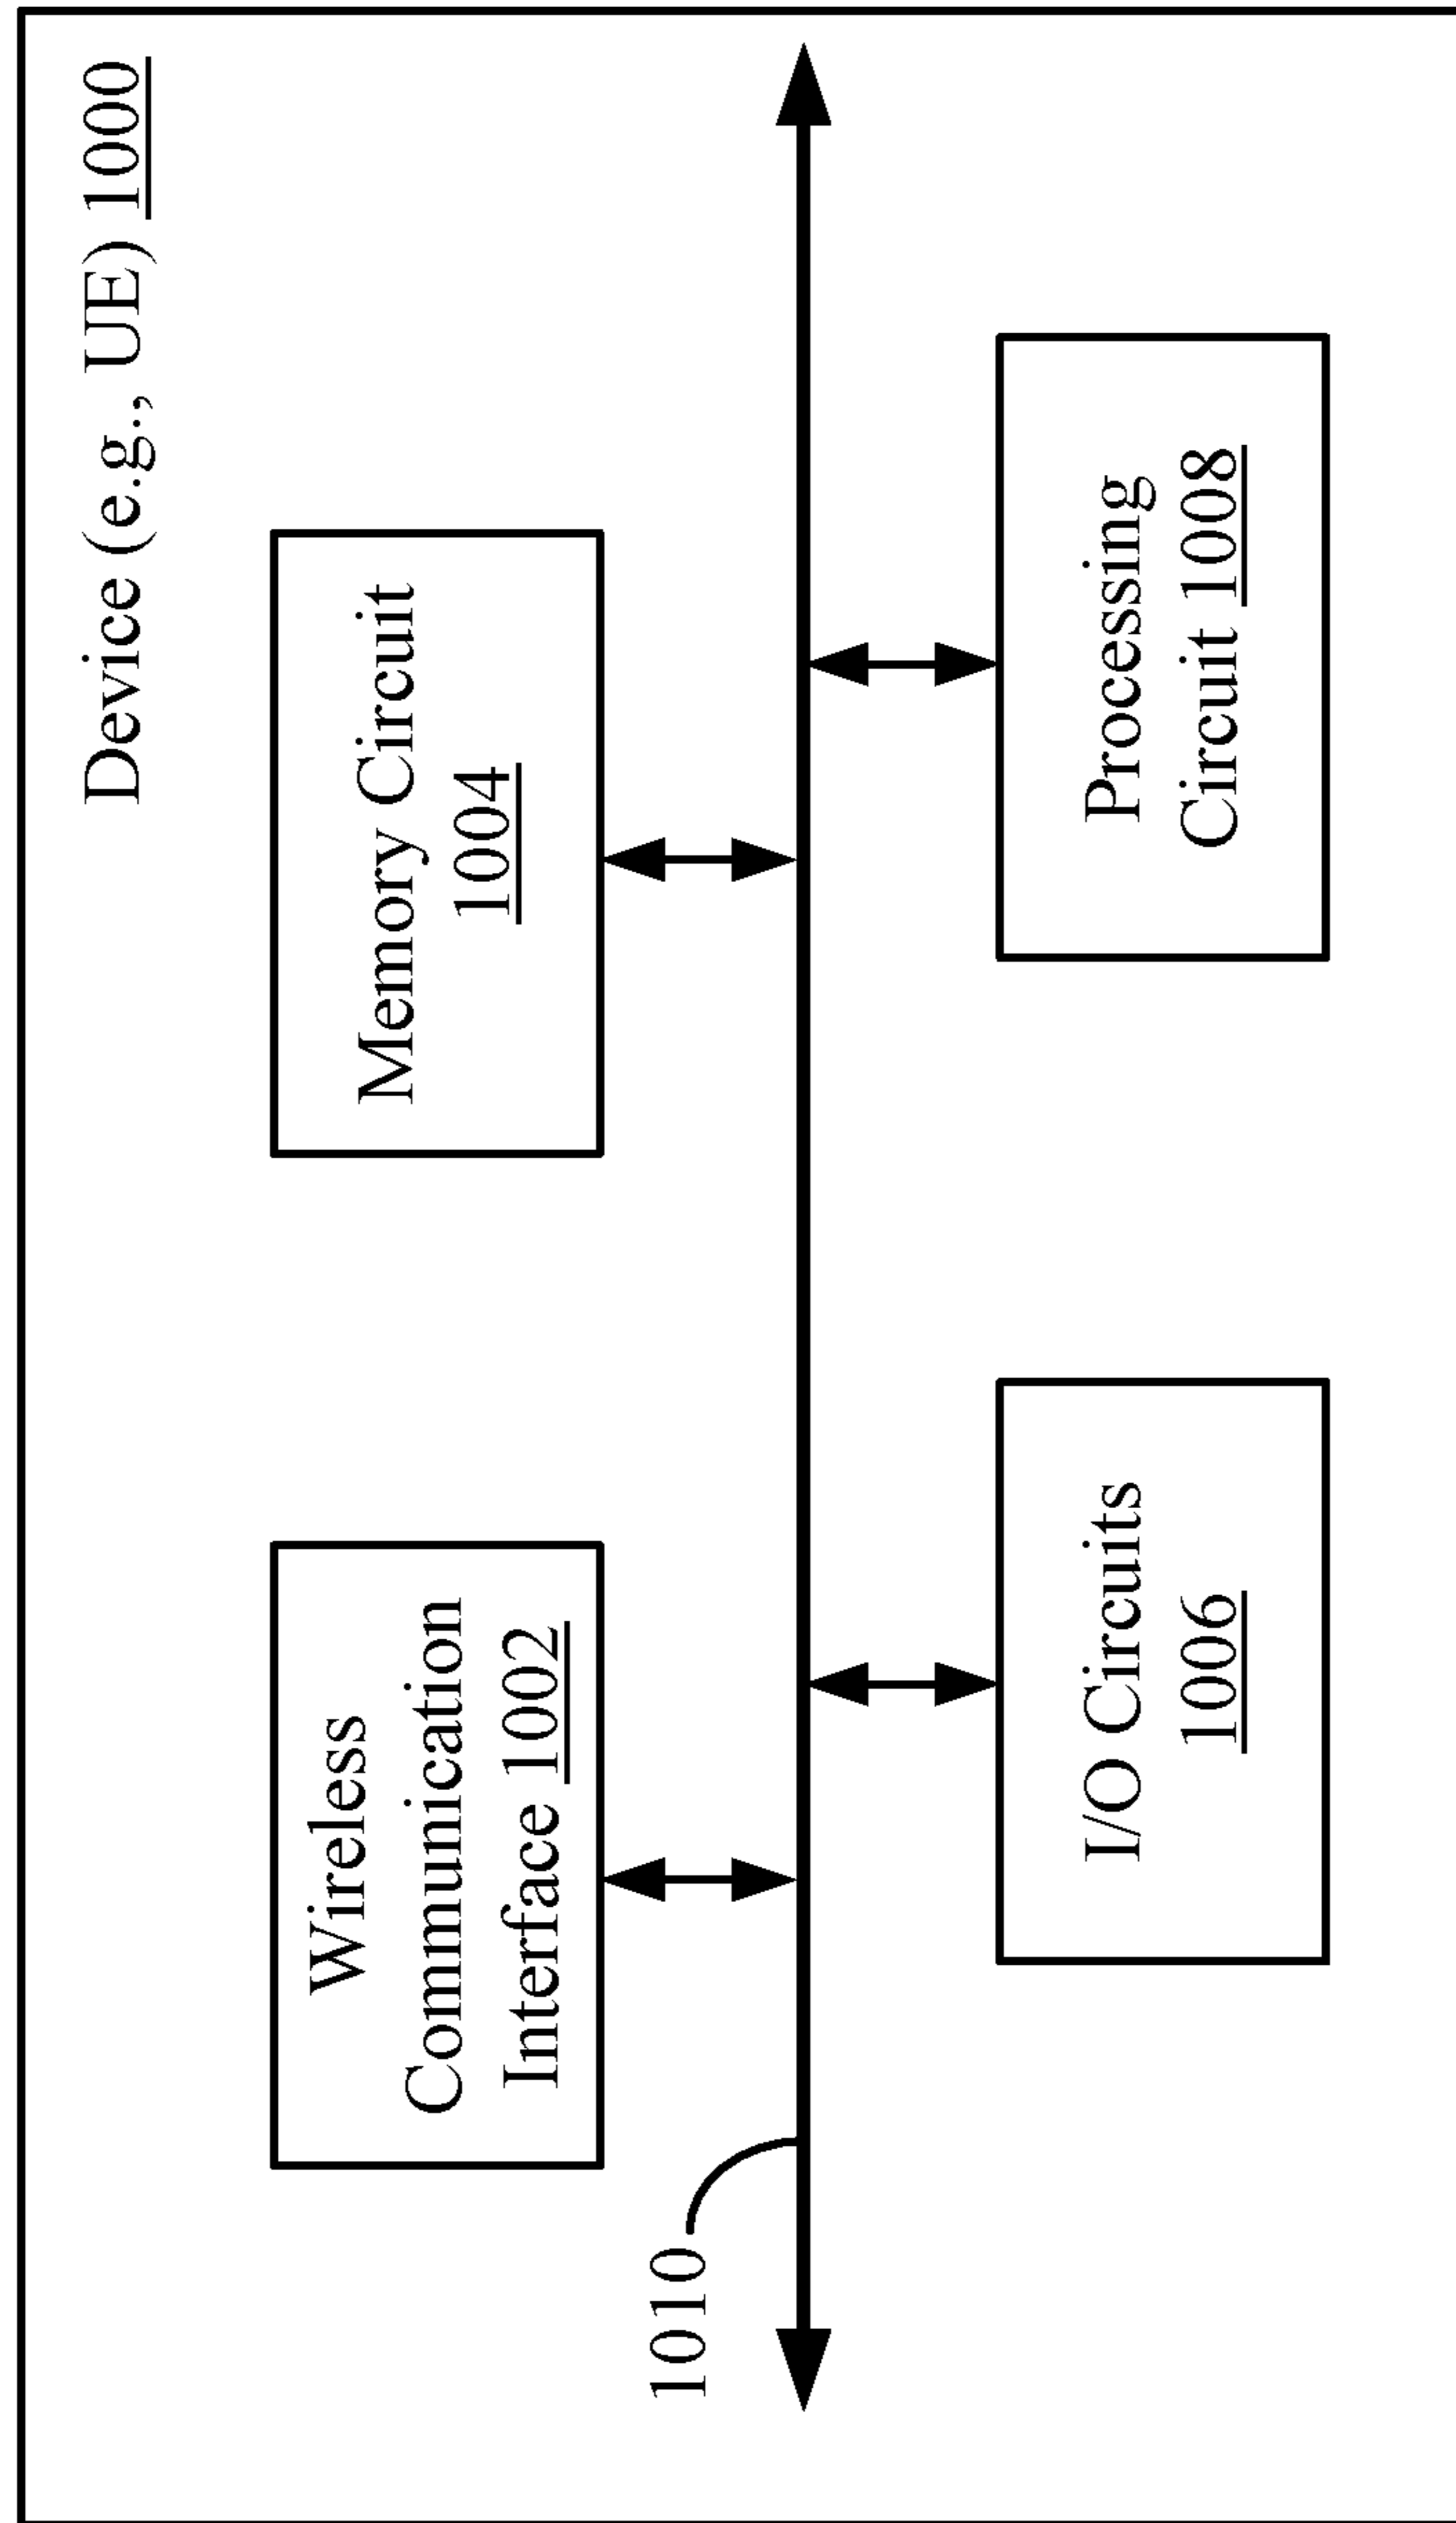 Device (e.g., UE) 1000
Wireless
Communication
Interface 1002
Memory Circuit
1004
1010
I/O Circuits
1006
Processing
Circuit 1008